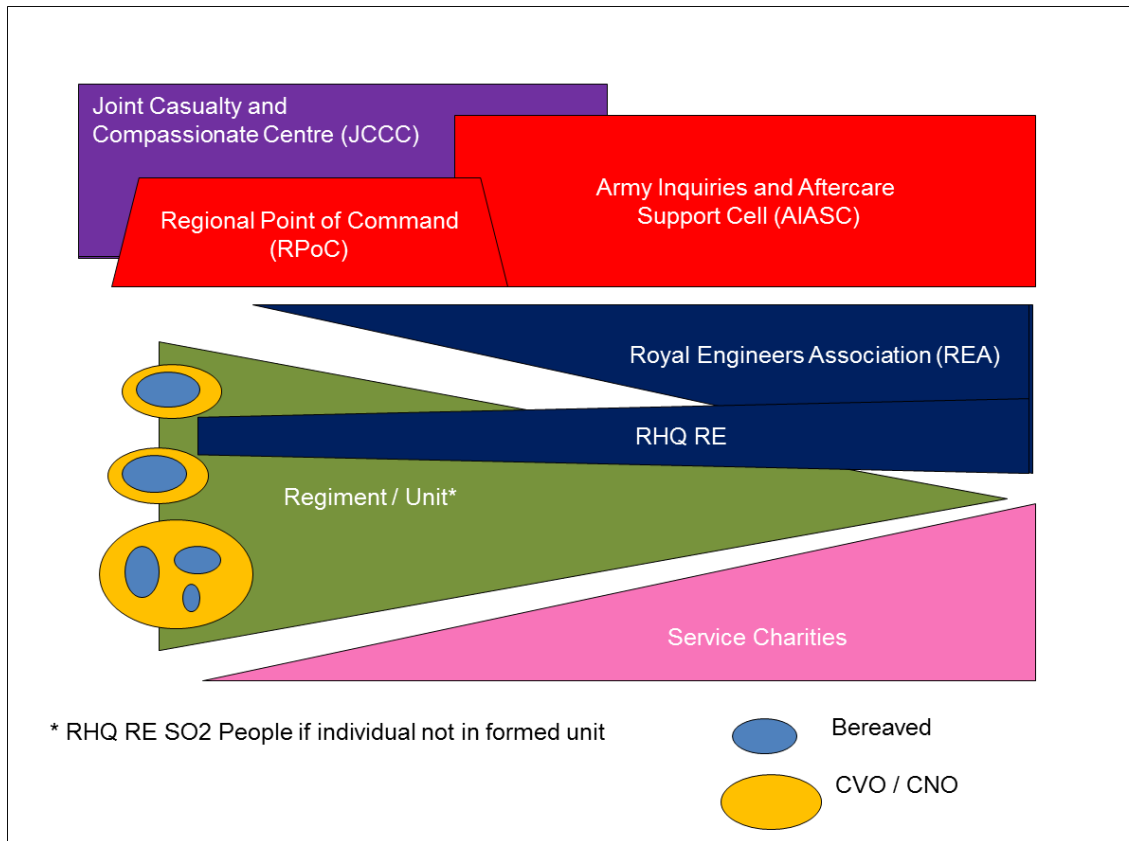 Joint Casualty and
Compassionate Centre (JCCC)
Army Inquiries and Aftercare
Support Cell (AIASC)
Regional Point of Command
(RPoC)
Royal Engineers Association (REA)
RHQ RE
Regiment / Unit*
Service Charities
* RHQ RE SO2 People if individual not in formed unit
Bereaved
CVO / CNO